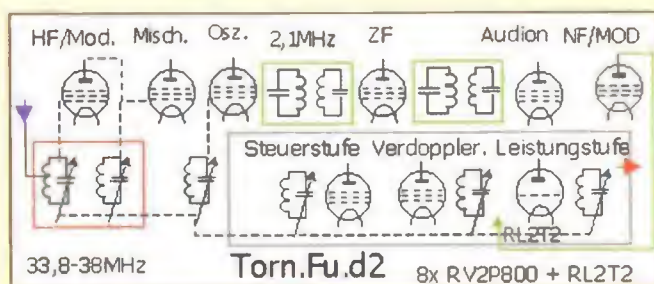 HF/Mod. Misch. Osz. 2,1MHz ZF Audion NF/MOD
Steuerstufe Verdoppler. Leistungstufe
RL2T2
33,8-38MHz Torn.Fu.d2 8x RV2P800 + RL2T2